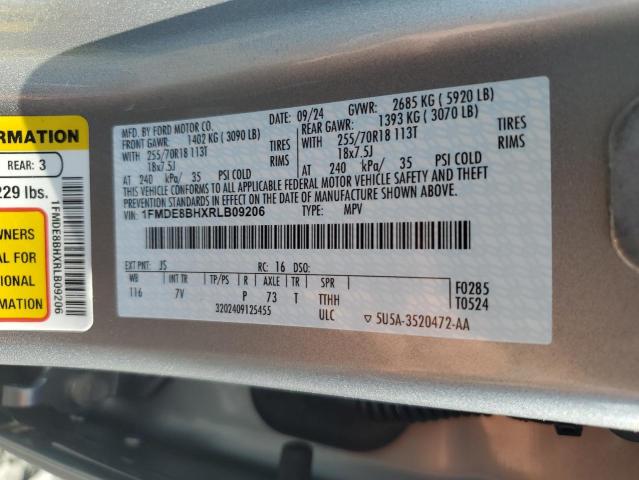 ORMATION
REAR: 3
229 lbs.
WNERS
AL FOR
TIONAL
RMATION
1FMDE8BHXRLB09206
MFD. BY FORD MOTOR CO.
DATE: 09/24 GVWR: 2685 KG ( 5920 LB)
FRONT GAWR: 1402 KG ( 3090 LB)
REAR GAWR: 1393 KG ( 3070 LB)
WITH 255/70R18 113T TIRES
WITH 255/70R18 113T TIRES
18x7.5J RIMS
18x7.5J RIMS
AT 240 kPa/ 35 PSI COLD
AT 240 kPa/ 35 PSI COLD
THIS VEHICLE CONFORMS TO ALL APPLICABLE FEDERAL MOTOR VEHICLE SAFETY AND
THEFT PREVENTION STANDARDS IN EFFECT ON THE DATE OF MANUFACTURE SHOWN ABOVE.
VIN: 1FMDE8BHXRLB09206 TYPE: MPV
EXT PNT: JS RC: 16 DSO:
WB INT TR TP/PS R AXLE TR SPR
116 7V P 73 T TTHH
F0285
T0524
3202409125455 ULC
5U5A-3520472-AA